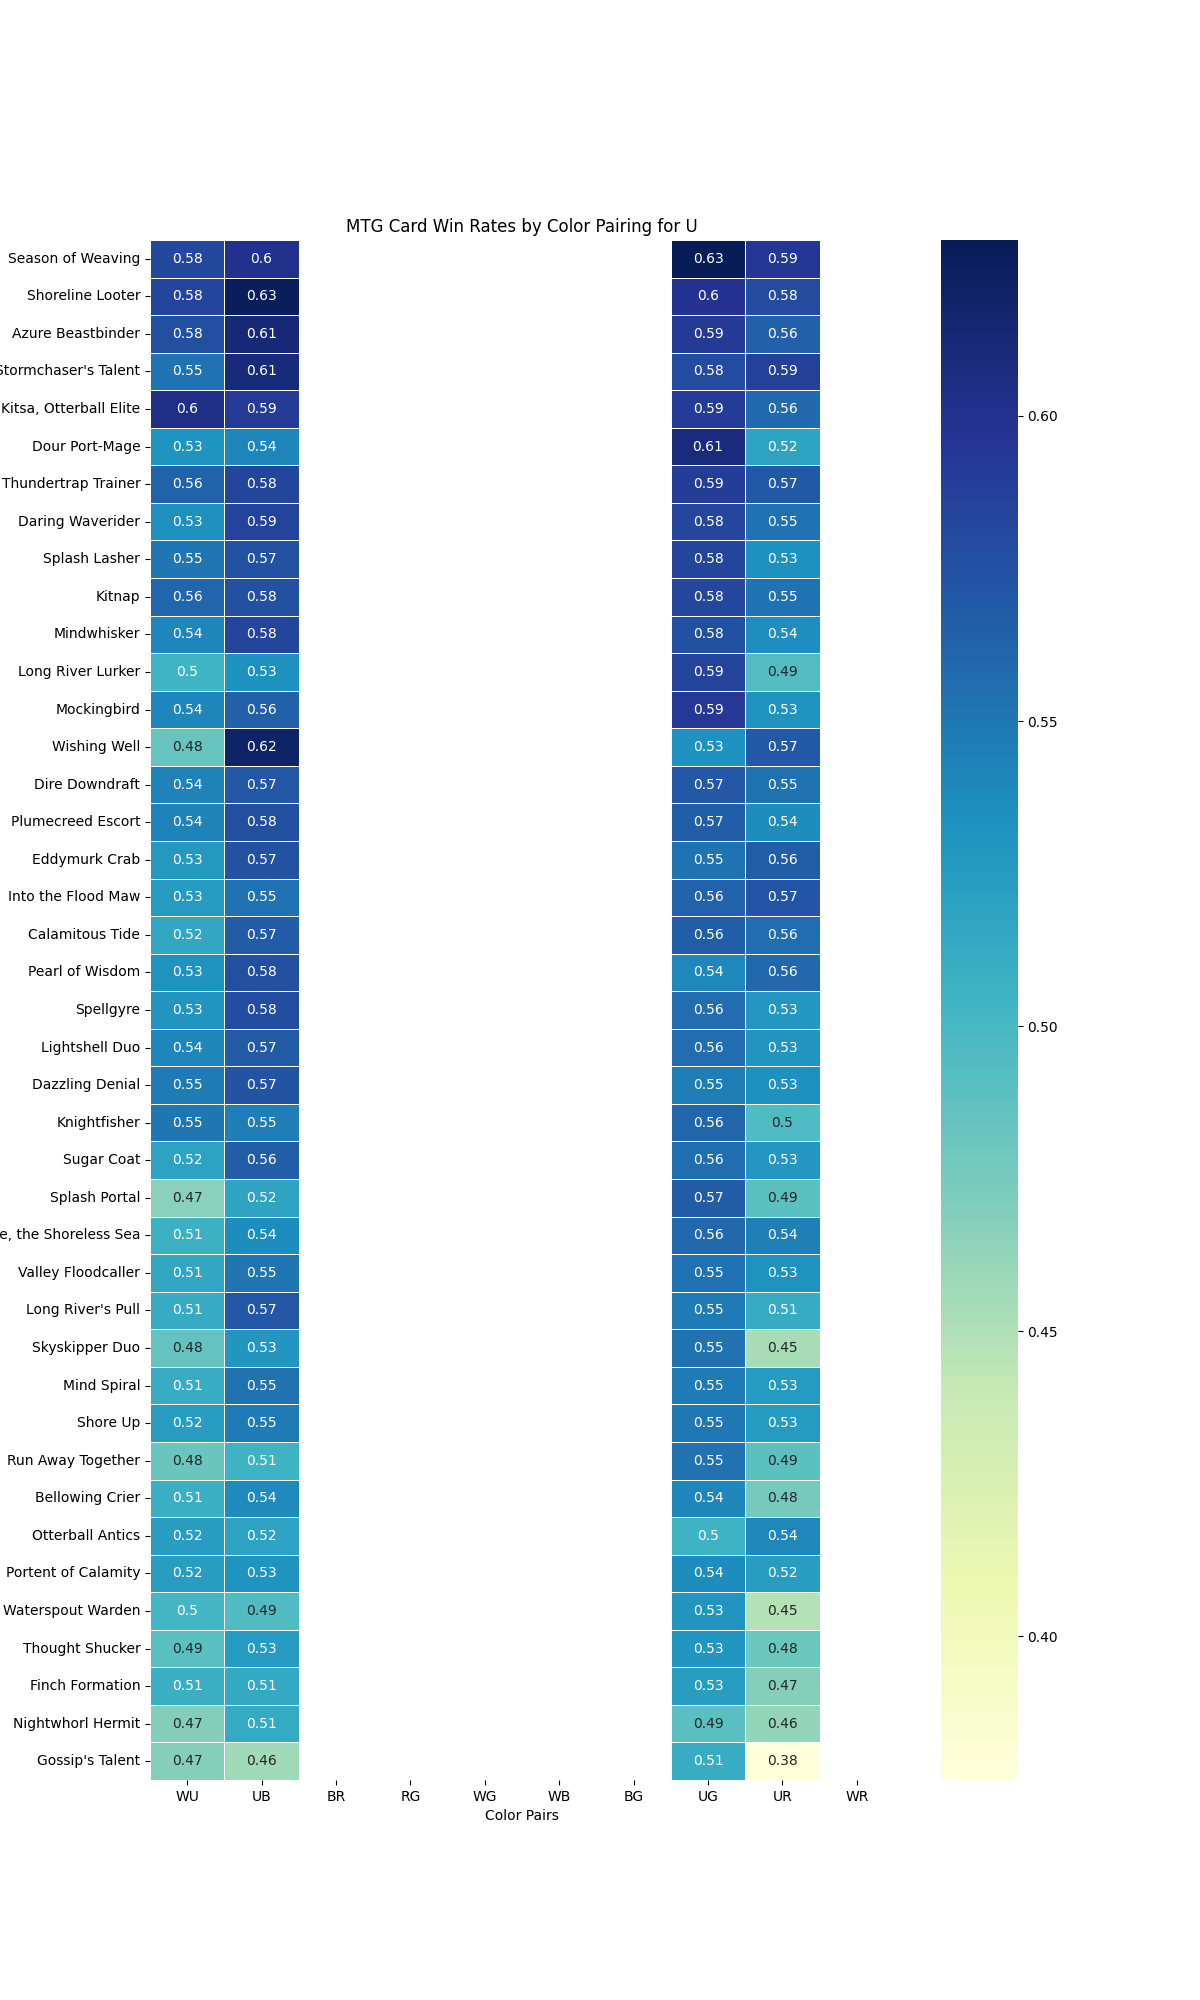 MTG Card Win Rates by Color Pairing for U
Season of Weaving 0.58 0.6 0.63 0.59
Shoreline Looter 0.58 0.63 0.6 0.58
Azure Beastbinder 0.58 0.61 0.59 0.56
Stormchaser's Talent 0.55 0.61 0.58 0.59
Kitsa, Otterball Elite 0.6 0.59 0.59 0.56
0.60
Dour Port-Mage 0.53 0.54 0.61 0.52
Thundertrap Trainer 0.56 0.58 0.59 0.57
Daring Waverider 0.53 0.59 0.58 0.55
Splash Lasher 0.55 0.57 0.58 0.53
Kitnap 0.56 0.58 0.58 0.55
Mindwhisker 0.54 0.58 0.58 0.54
Long River Lurker 0.5 0.53 0.59 0.49
Mockingbird 0.54 0.56 0.59 0.53
0.55
Wishing Well 0.48 0.62 0.53 0.57
Dire Downdraft 0.54 0.57 0.57 0.55
Plumecreed Escort 0.54 0.58 0.57 0.54
Eddymurk Crab 0.53 0.57 0.55 0.56
Into the Flood Maw 0.53 0.55 0.56 0.57
Calamitous Tide 0.52 0.57 0.56 0.56
Pearl of Wisdom 0.53 0.58 0.54 0.56
Spellgyre 0.53 0.58 0.56 0.53
0.50
Lightshell Duo 0.54 0.57 0.56 0.53
Dazzling Denial 0.55 0.57 0.55 0.53
Knightfisher 0.55 0.55 0.56 0.5
Sugar Coat 0.52 0.56 0.56 0.53
Splash Portal 0.47 0.52 0.57 0.49
e, the Shoreless Sea 0.51 0.54 0.56 0.54
Valley Floodcaller 0.51 0.55 0.55 0.53
Long River's Pull 0.51 0.57 0.55 0.51
0.45
Skyskipper Duo 0.48 0.53 0.55 0.45
Mind Spiral 0.51 0.55 0.55 0.53
Shore Up 0.52 0.55 0.55 0.53
Run Away Together 0.48 0.51 0.55 0.49
Bellowing Crier 0.51 0.54 0.54 0.48
Otterball Antics 0.52 0.52 0.5 0.54
Portent of Calamity 0.52 0.53 0.54 0.52
Waterspout Warden 0.5 0.49 0.53 0.45
0.40
Thought Shucker 0.49 0.53 0.53 0.48
Finch Formation 0.51 0.51 0.53 0.47
Nightwhorl Hermit 0.47 0.51 0.49 0.46
Gossip's Talent 0.47 0.46 0.51 0.38
WU UB BR RG WG WB BG UG UR WR
Color Pairs